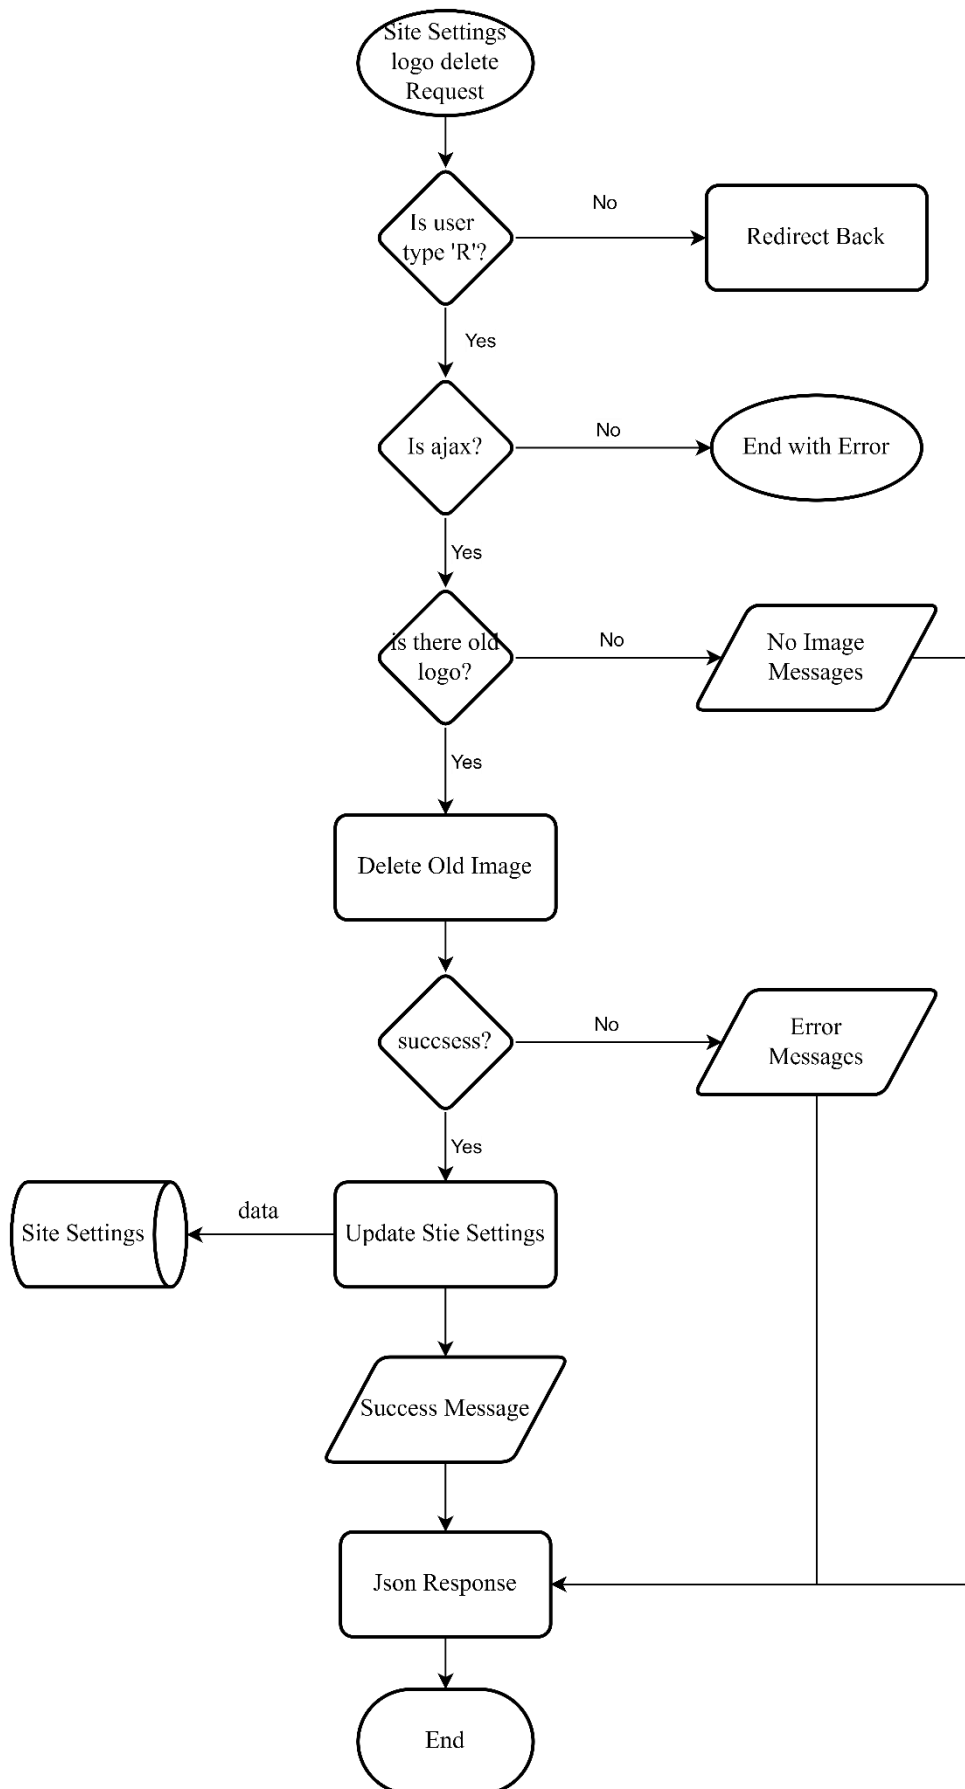 Site Settings
logo delete
Request
Is user
type 'R'?
No
Redirect Back
Yes
Is ajax?
No
End with Error
Yes
is there old
logo?
No
No Image
Messages
Yes
Delete Old Image
succsess?
No
Error
Messages
Yes
Site Settings
data
Update Stie Settings
Success Message
Json Response
End